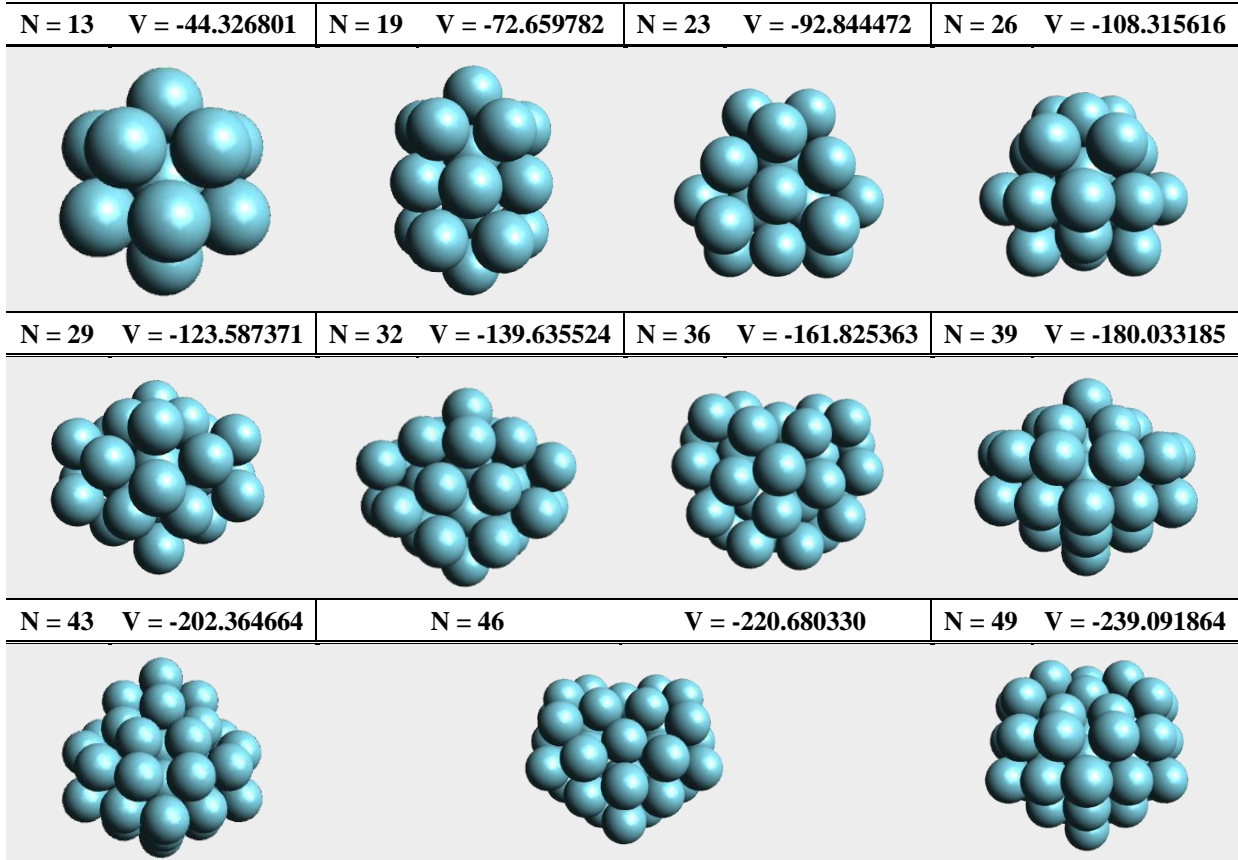 N = 13 V = -44.326801 N = 19 V = -72.659782 N = 23 V = -92.844472 N = 26 V = -108.315616
N = 29 V = -123.587371 N = 32 V = -139.635524 N = 36 V = -161.825363 N = 39 V = -180.033185
N = 43 V = -202.364664 N = 46 V = -220.680330 N = 49 V = -239.091864